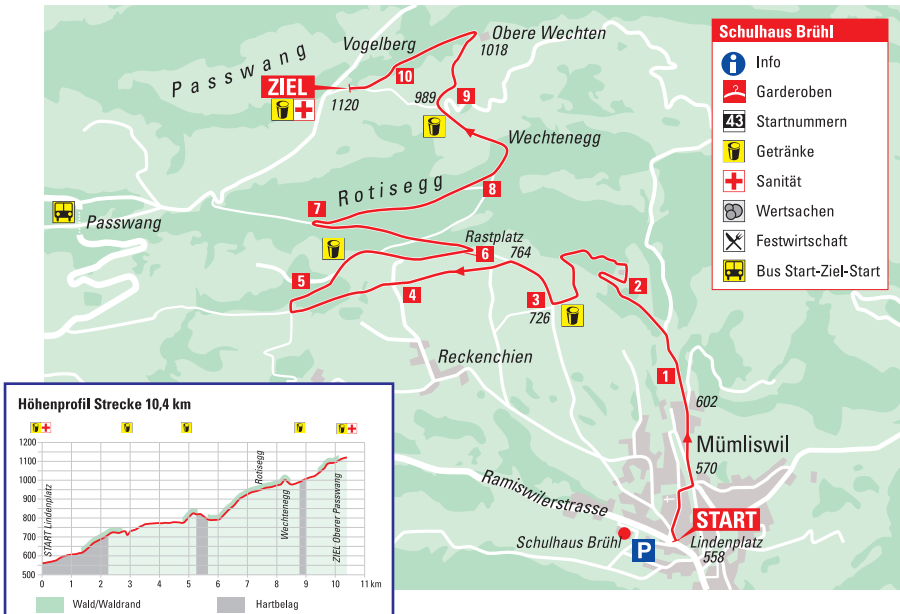 Passwang
Vogelberg
Obere Wechten
1018
ZIEL
1120
10
9
989
Wechtenegg
8
Rotisegg
7
Passwang
Rastplatz
764
6
5
4
3
726
2
Reckenchien
1
602
Mümliswil
570
Ramiswilerstrasse
START
Lindenplatz
558
Schulhaus Brühl
P
Schulhaus Brühl
i Info
Garderoben
43 Startnummern
Getränke
Sanität
Wertsachen
Festwirtschaft
Bus Start-Ziel-Start
Höhenprofil Strecke 10,4 km
1200
1100
1000
900
800
700
600
500
START Lindenplatz
Rotisegg
Wechtenegg
ZIEL Oberer Passwang
0 1 2 3 4 5 6 7 8 9 10 11 km
Wald/Waldrand
Hartbelag